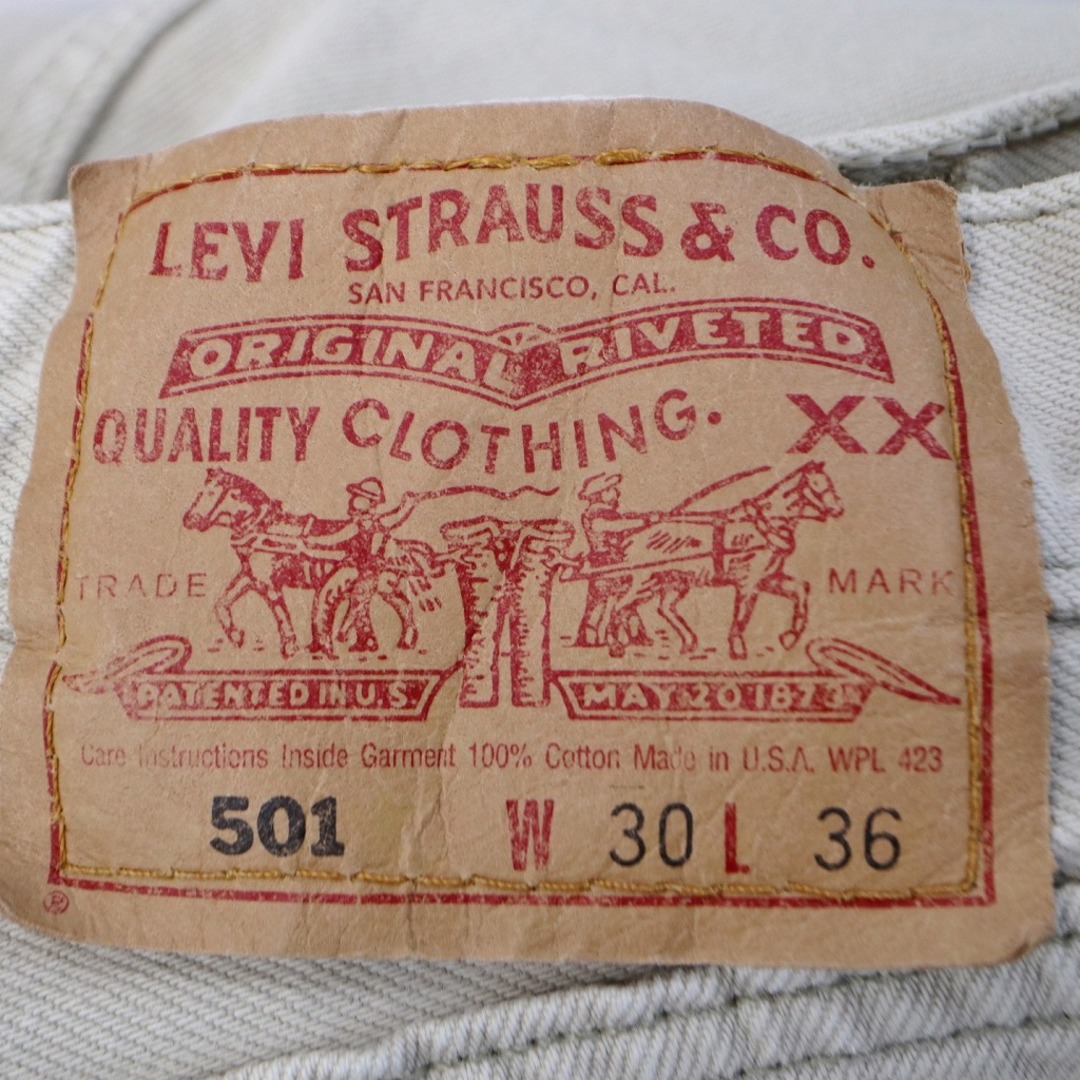 LEVI STRAUSS & CO.
SAN FRANCISCO, CAL.
ORIGINAL RIVETED
QUALITY CLOTHING. XX
TRADE MARK
PATENTED IN U.S. MAY 20 1873
Care Instructions Inside Garment 100% Cotton Made in U.S.A. WPL 423
501 W 30 L 36
®